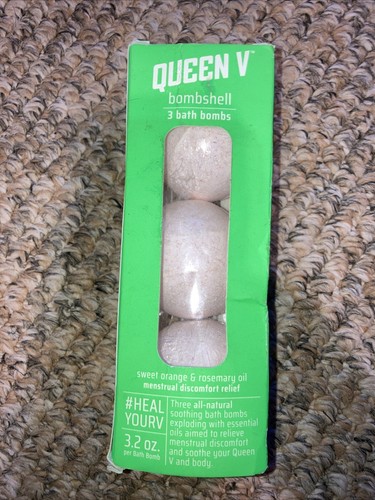 QUEEN V™
bombshell
3 bath bombs
sweet orange & rosemary oil
menstrual discomfort relief
#HEAL
YOURV
3.2 oz.
per Bath Bomb
Three all-natural
soothing bath bombs
exploding with essential
oils aimed to relieve
menstrual discomfort
and soothe your Queen
V and body.